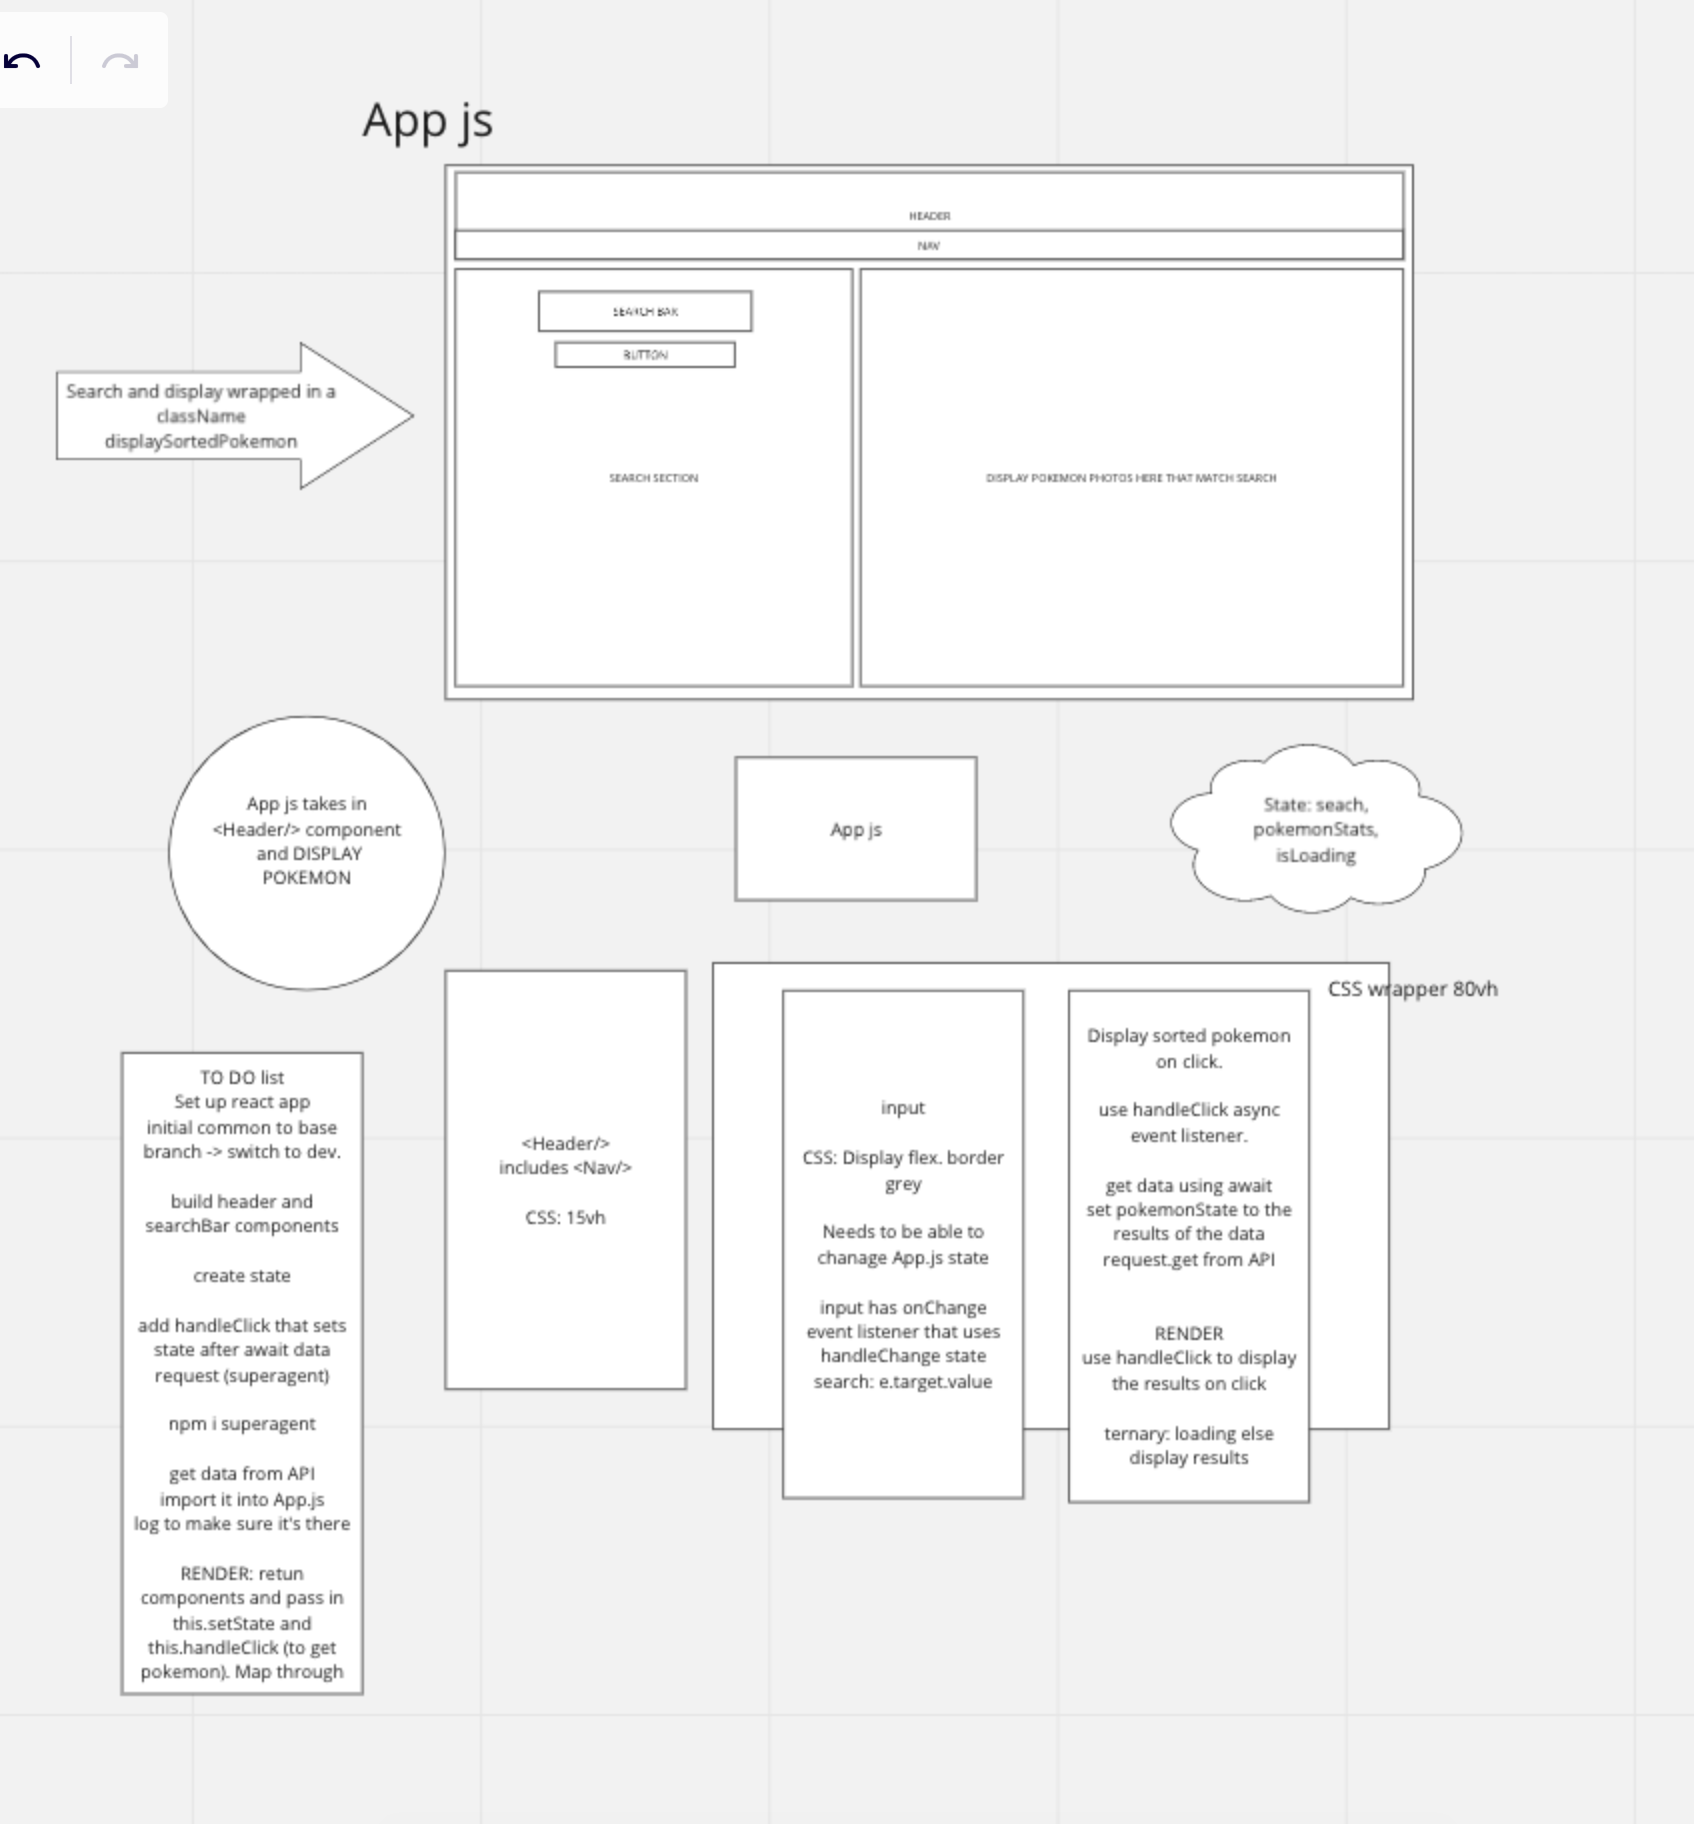 App js
HEADER
NAV
SEARCH BAR
BUTTON
Search and display wrapped in a
className
displaySortedPokemon
SEARCH SECTION
DISPLAY POKEMON PHOTOS HERE THAT MATCH SEARCH
App js takes in
<Header/> component
and DISPLAY
POKEMON
App js
State: seach,
pokemonStats,
isLoading
TO DO list
Set up react app
initial common to base
branch -> switch to dev.
build header and
searchBar components
create state
add handleClick that sets
state after await data
request (superagent)
npm i superagent
get data from API
import it into App.js
log to make sure it's there
RENDER: retun
components and pass in
this.setState and
this.handleClick (to get
pokemon). Map through
<Header/>
includes <Nav/>
CSS: 15vh
input
CSS: Display flex. border
grey
Needs to be able to
chanage App.js state
input has onChange
event listener that uses
handleChange state
search: e.target.value
CSS wrapper 80vh
Display sorted pokemon
on click.
use handleClick async
event listener.
get data using await
set pokemonState to the
results of the data
request.get from API
RENDER
use handleClick to display
the results on click
ternary: loading else
display results